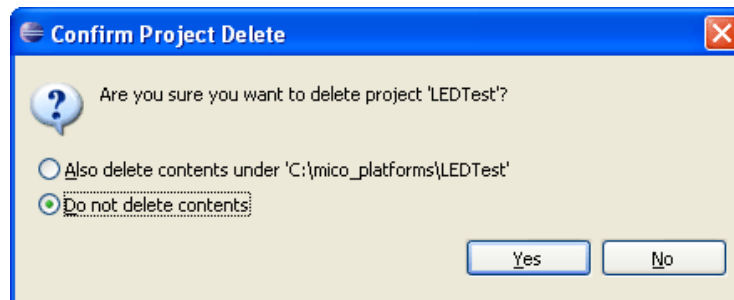 Confirm Project Delete
Are you sure you want to delete project 'LEDTest'?
Also delete contents under 'C:\mico_platforms\LEDTest'
Do not delete contents
Yes No